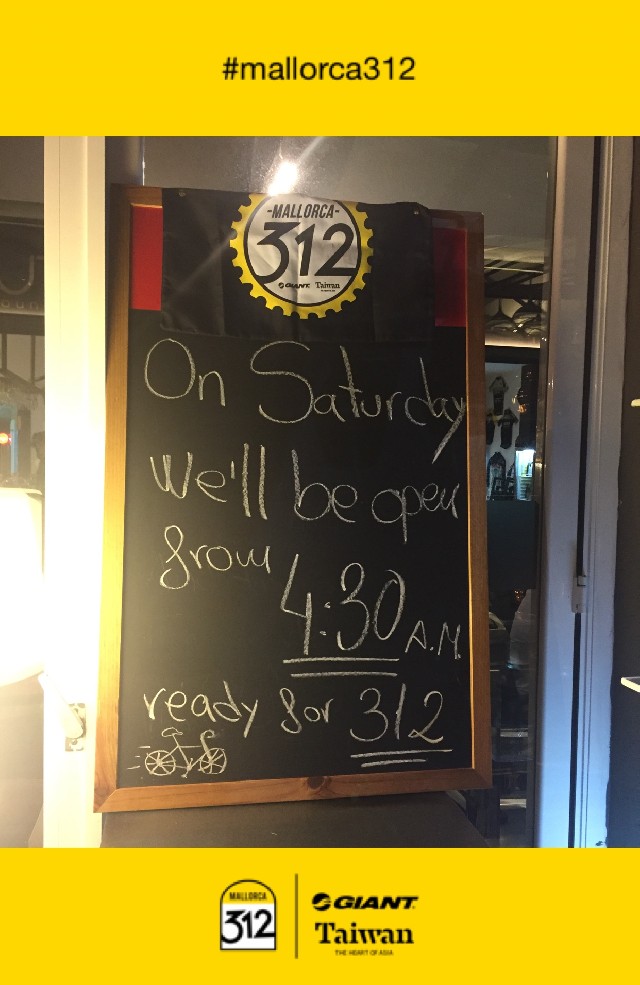 #mallorca312
-MALLORCA-
312
GIANT Taiwan
On Saturday
We'll be open
from
4:30 A.M.
ready for 312
MALLORCA
312
GIANT
Taiwan
THE HEART OF ASIA